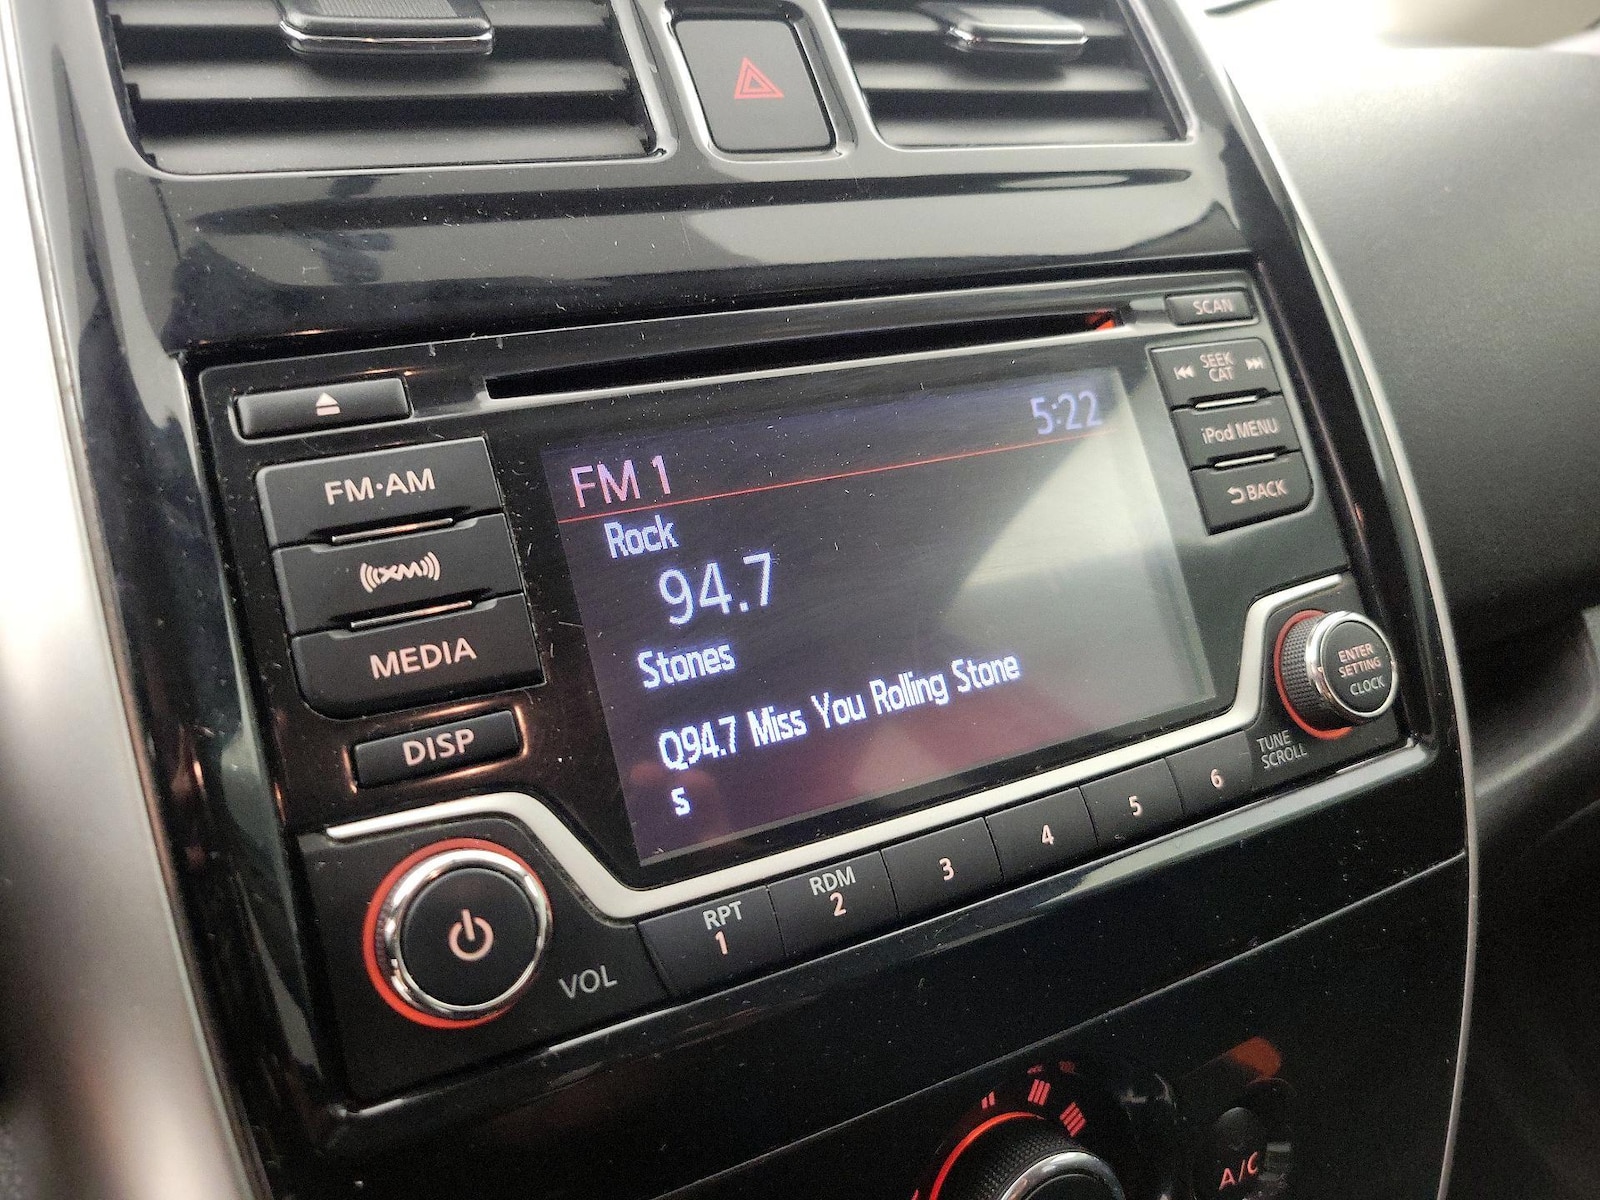 SCAN
SEEK
CAT
iPod MENU
BACK
FM·AM
((XM))
MEDIA
DISP
5:22
FM 1
Rock
94.7
Stones
Q94.7 Miss You Rolling Stone
s
ENTER
SETTING
CLOCK
TUNE
SCROLL
VOL
RPT
1
RDM
2
3
4
5
6
A/C